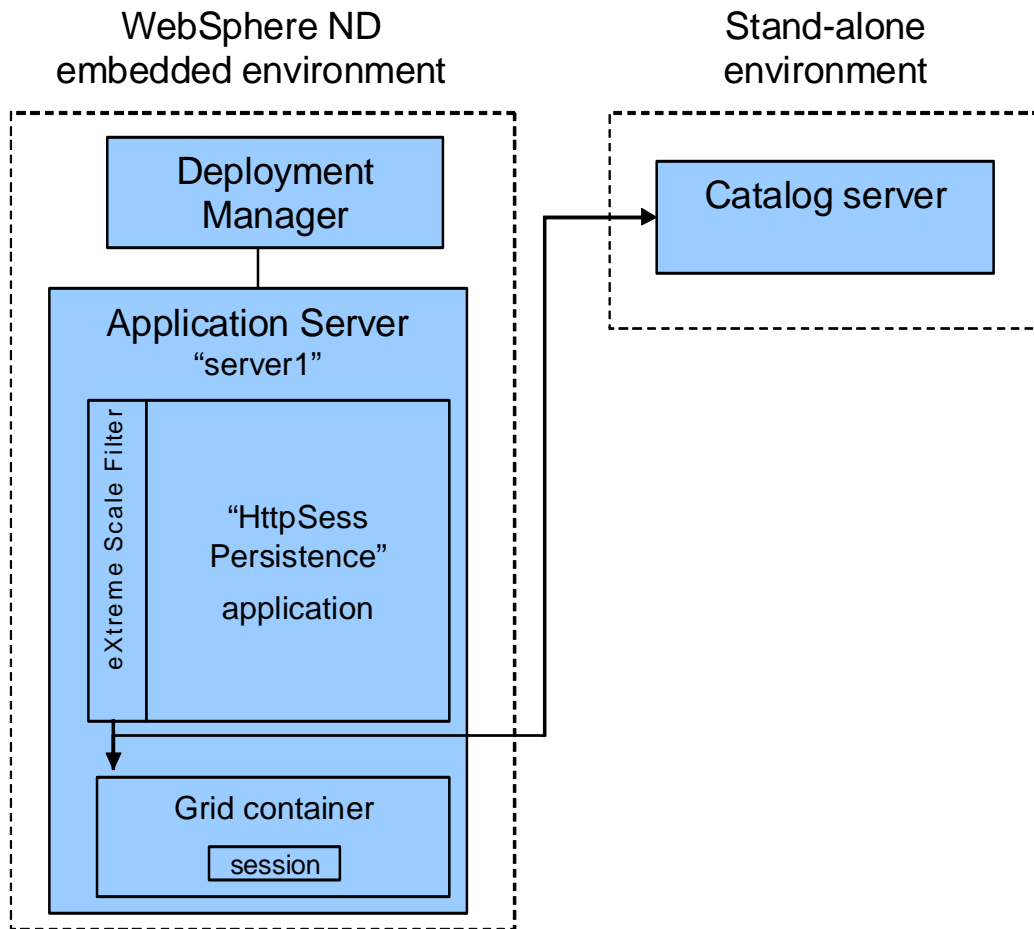 WebSphere ND
embedded environment
Stand-alone
environment
Deployment
Manager
Catalog server
Application Server
“server1”
eXtreme Scale Filter
“HttpSess
Persistence”
application
Grid container
session